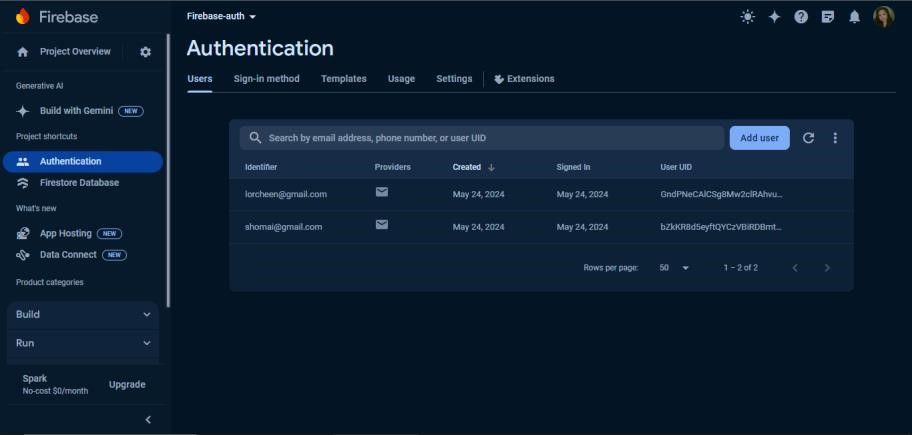 Firebase
Firebase-auth
Project Overview
Generative AI
Build with Gemini NEW
Project shortcuts
Authentication
Firestore Database
What's new
App Hosting NEW
Data Connect NEW
Product categories
Build
Run
Spark
No-cost $0/month
Upgrade
Authentication
Users Sign-in method Templates Usage Settings Extensions
Search by email address, phone number, or user UID
Add user
Identifier Providers Created Signed In User UID
lorcheen@gmail.com May 24, 2024 May 24, 2024 GndPNeCAlCSg8Mw2clRAhvu...
shomai@gmail.com May 24, 2024 May 24, 2024 bZkKR8d5eyftQYCzVBiRDBmt...
Rows per page: 50 1 – 2 of 2